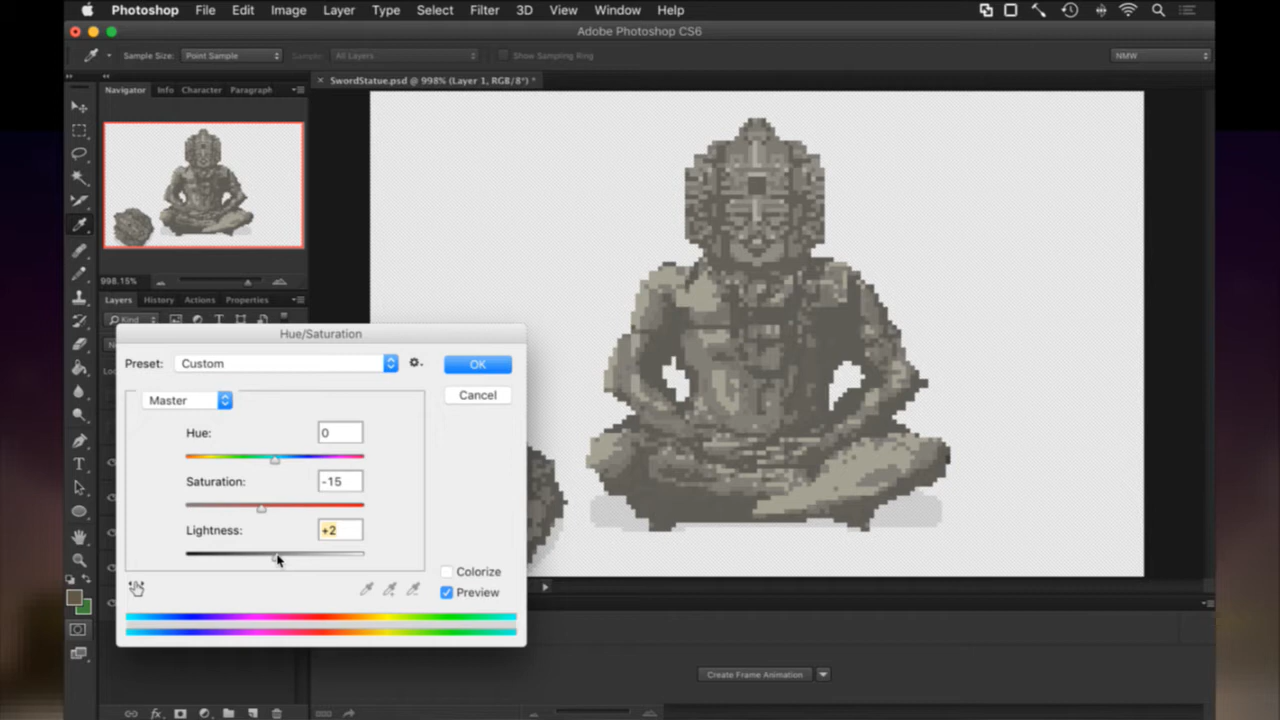 Photoshop File Edit Image Layer Type Select Filter 3D View Window Help
Adobe Photoshop CS6
Sample Size: Point Sample Sample: All Layers Show Sampling Ring NMW
× SwordStatue.psd @ 998% (Layer 1, RGB/8*) *
Navigator Info Character Paragraph
998.15%
Layers History Actions Properties
Kind
Hue/Saturation
Preset: Custom OK
Cancel
Master
Hue: 0
Saturation: -15
Lightness: +2
Colorize
Preview
Create Frame Animation